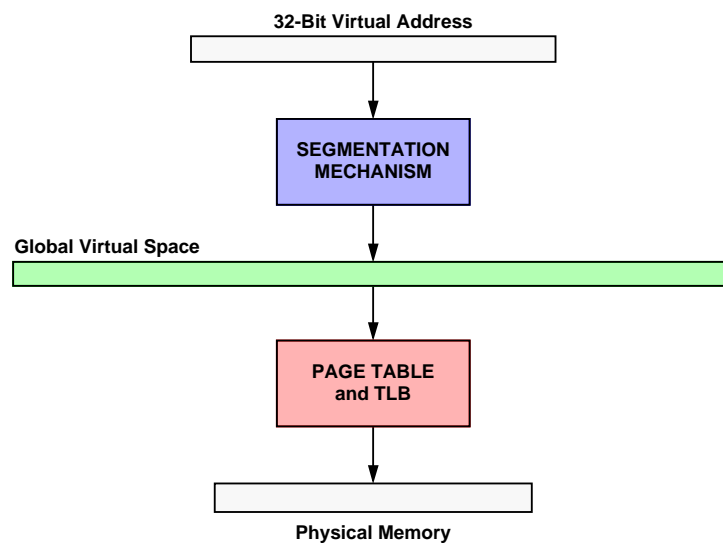 32-Bit Virtual Address
SEGMENTATION
MECHANISM
Global Virtual Space
PAGE TABLE
and TLB
Physical Memory